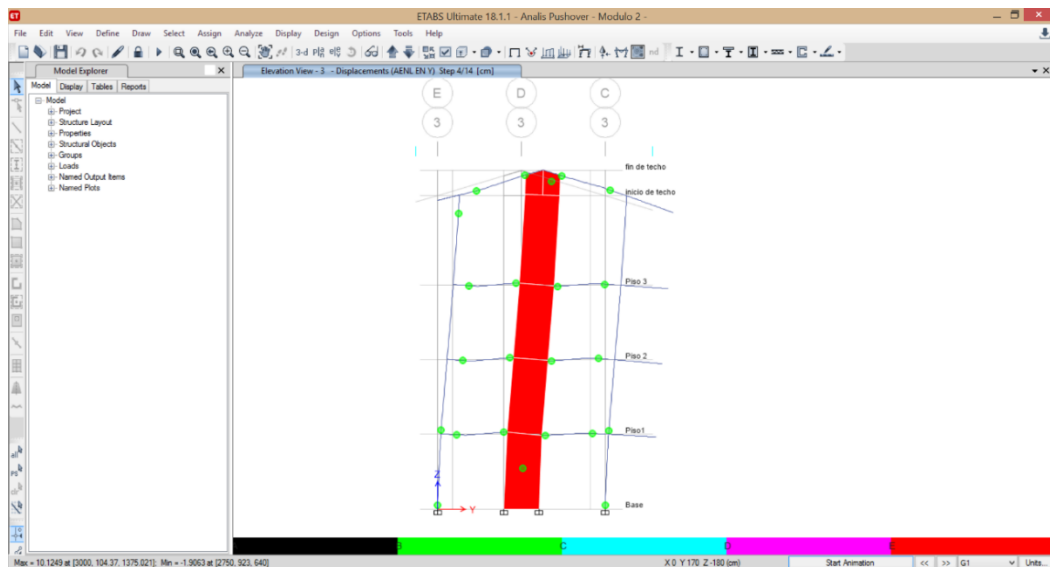 ETABS Ultimate 18.1.1 - Analis Pushover - Modulo 2 -
File Edit View Define Draw Select Assign Analyze Display Design Options Tools Help
3-d
nd
Model Explorer
Elevation View - 3 - Displacements (AENL EN Y) Step 4/14 [cm]
Model Display Tables Reports
Model
Project
Structure Layout
Properties
Structural Objects
Groups
Loads
Named Output Items
Named Plots
E D C
3 3 3
fin de techo
inicio de techo
Piso 3
Piso 2
Piso1
Z
Base
Y
B C D E
Max = 10.1249 at [3000, 104.37, 1375.021]; Min = -1.9063 at [2750, 923, 640]
X 0 Y 170 Z -180 (cm)
Start Animation
<< >>
G1
Units...